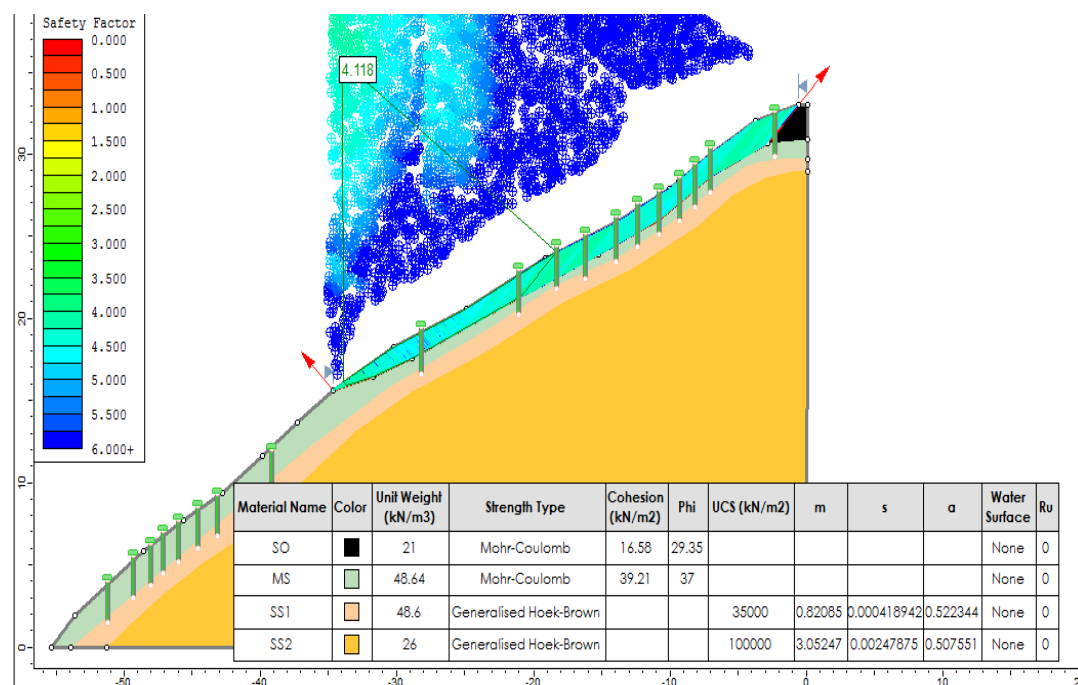 Safety Factor
0.000
0.500
1.000
1.500
2.000
2.500
3.000
3.500
4.000
4.500
5.000
5.500
6.000+
4.118
30
20
10
0
Material Name Color Unit Weight (kN/m3) Strength Type Cohesion (kN/m2) Phi UCS (kN/m2) m s a Water Surface Ru
SO 21 Mohr-Coulomb 16.58 29.35 None 0
MS 48.64 Mohr-Coulomb 39.21 37 None 0
SS1 48.6 Generalised Hoek-Brown 35000 0.82085 0.000418942 0.522344 None 0
SS2 26 Generalised Hoek-Brown 100000 3.05247 0.00247875 0.507551 None 0
-50 -40 -30 -20 -10 0 10